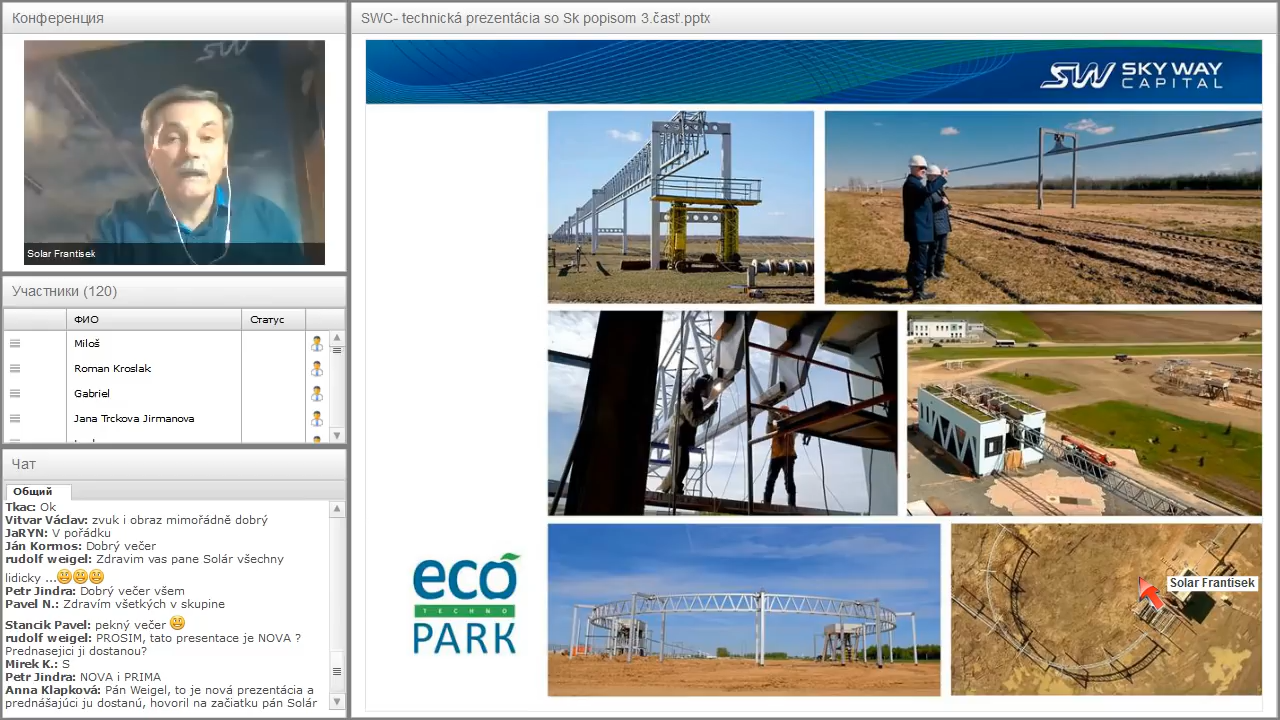 Конференция
Solar Frantisek
Участники (120)
ФИО
Статус
Miloš
Roman Kroslak
Gabriel
Jana Trckova Jirmanova
Чат
Общий
Tkac: Ok
Vitvar Václav: zvuk i obraz mimořádně dobrý
JaRYN: V pořádku
Ján Kormos: Dobrý večer
rudolf weigel: Zdravim vas pane Solár všechny
lidicky ...
Petr Jindra: Dobrý večer všem
Pavel N.: Zdravím všetkých v skupine
Stancik Pavel: pekný večer
rudolf weigel: PROSIM, tato presentace je NOVA ?
Prednasejici ji dostanou?
Mirek K.: S
Petr Jindra: NOVA i PRIMA
Anna Klapková: Pán Weigel, to je nová prezentácia a
prednášajúci ju dostanú, hovoril na začiatku pán Solár
SWC- technická prezentácia so Sk popisom 3.časť.pptx
SW SKY WAY
CAPITAL
eco
TECHNO
PARK
Solar Frantisek